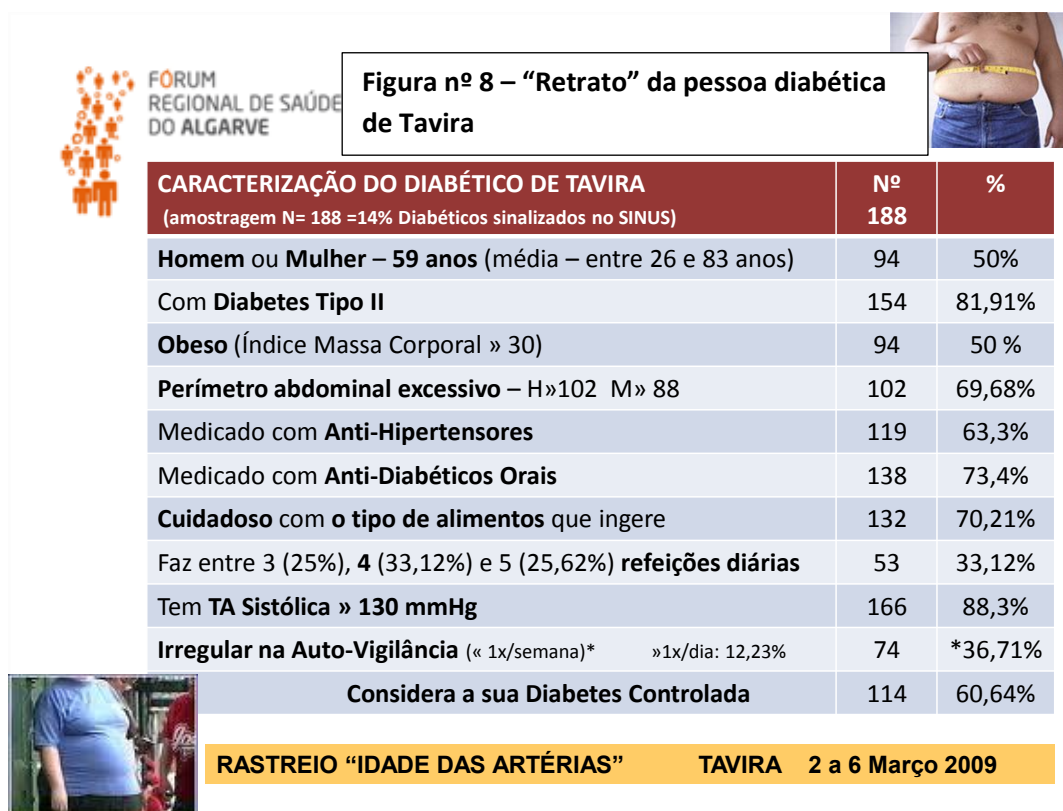 FÓRUM
REGIONAL DE SAÚDE
DO ALGARVE
Figura nº 8 – “Retrato” da pessoa diabética
de Tavira
CARACTERIZAÇÃO DO DIABÉTICO DE TAVIRA Nº %
(amostragem N= 188 =14% Diabéticos sinalizados no SINUS) 188
Homem ou Mulher – 59 anos (média – entre 26 e 83 anos) 94 50%
Com Diabetes Tipo II 154 81,91%
Obeso (Índice Massa Corporal » 30) 94 50 %
Perímetro abdominal excessivo – H»102 M» 88 102 69,68%
Medicado com Anti-Hipertensores 119 63,3%
Medicado com Anti-Diabéticos Orais 138 73,4%
Cuidadoso com o tipo de alimentos que ingere 132 70,21%
Faz entre 3 (25%), 4 (33,12%) e 5 (25,62%) refeições diárias 53 33,12%
Tem TA Sistólica » 130 mmHg 166 88,3%
Irregular na Auto-Vigilância (« 1x/semana)* »1x/dia: 12,23% 74 *36,71%
Considera a sua Diabetes Controlada 114 60,64%
RASTREIO “IDADE DAS ARTÉRIAS” TAVIRA 2 a 6 Março 2009